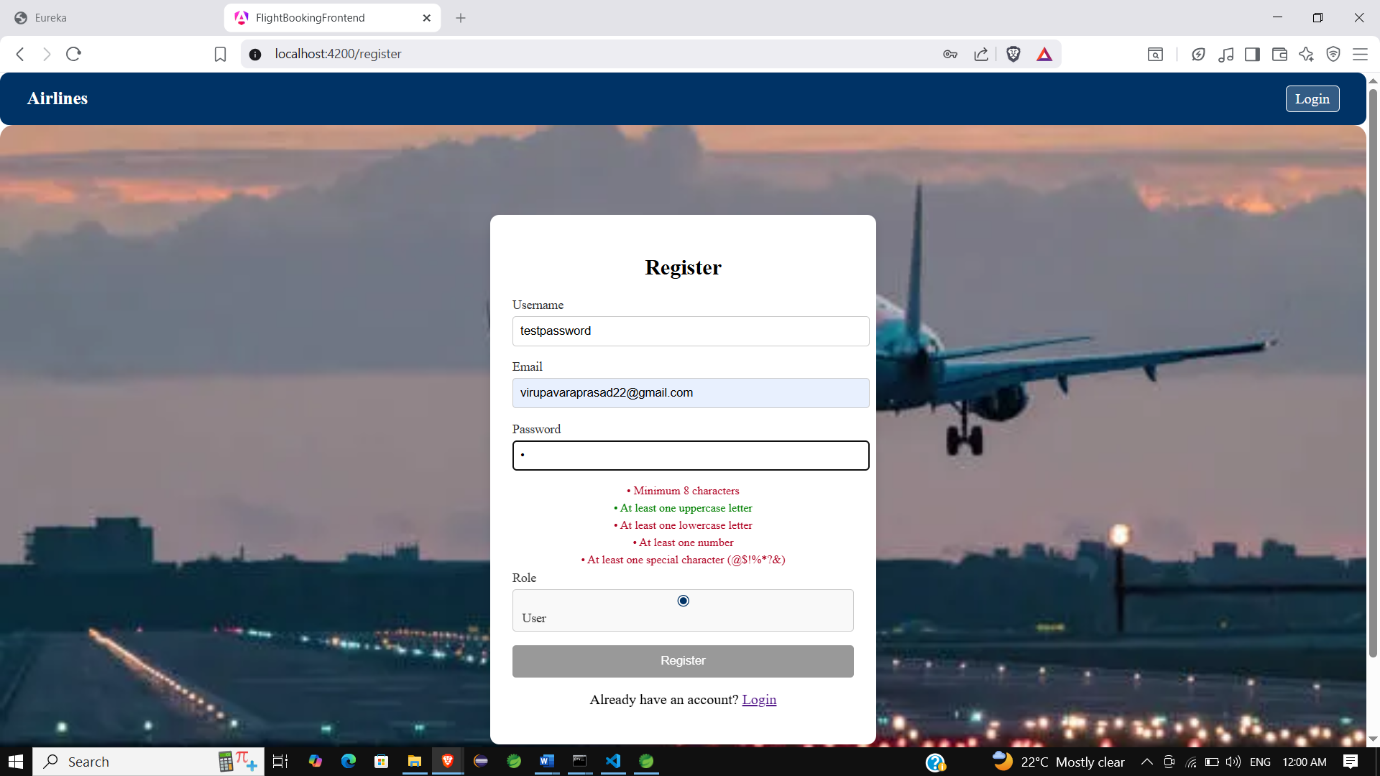 Eureka
FlightBookingFrontend
localhost:4200/register
Airlines
Login
Register
Username
testpassword
Email
virupavaraprasad22@gmail.com
Password
•
• Minimum 8 characters
• At least one uppercase letter
• At least one lowercase letter
• At least one number
• At least one special character (@$!%*?&)
Role
User
Register
Already have an account? Login
Search
22°C Mostly clear
ENG
12:00 AM